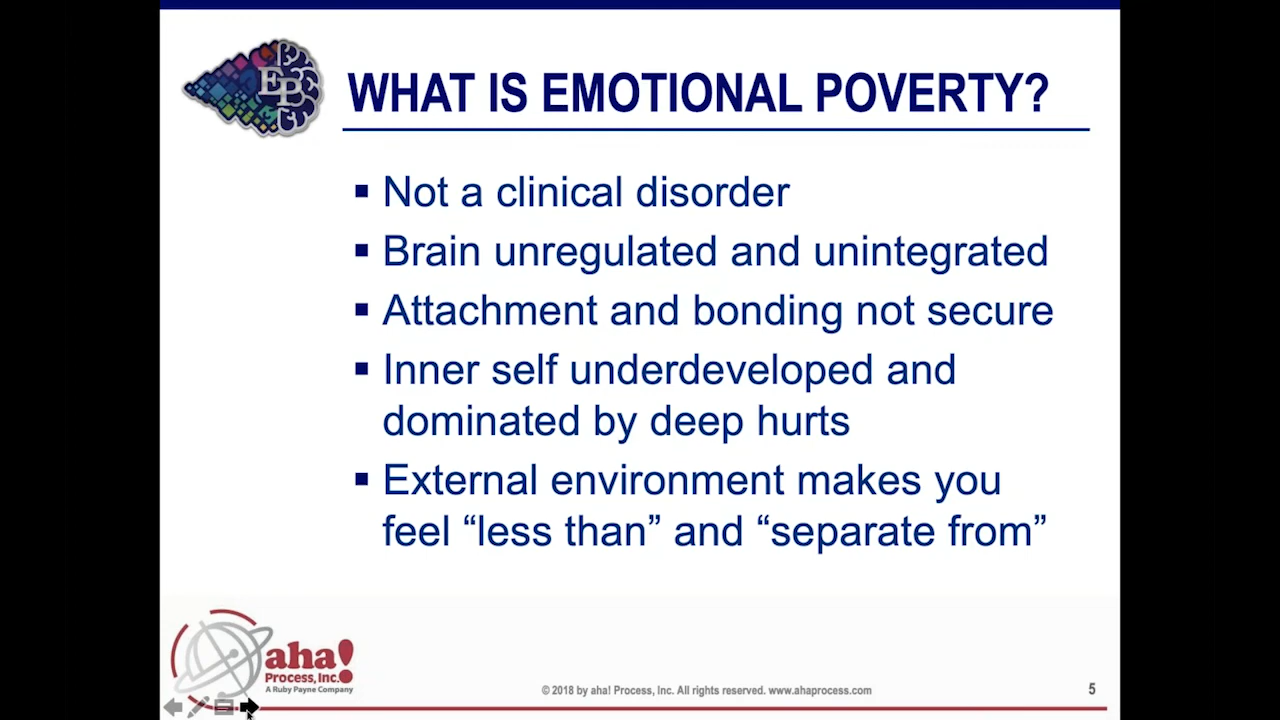 EP
WHAT IS EMOTIONAL POVERTY?
▪ Not a clinical disorder
▪ Brain unregulated and unintegrated
▪ Attachment and bonding not secure
▪ Inner self underdeveloped and
dominated by deep hurts
▪ External environment makes you
feel “less than” and “separate from”
aha!
Process, Inc.
A Ruby Payne Company
© 2018 by aha! Process, Inc. All rights reserved. www.ahaprocess.com
5